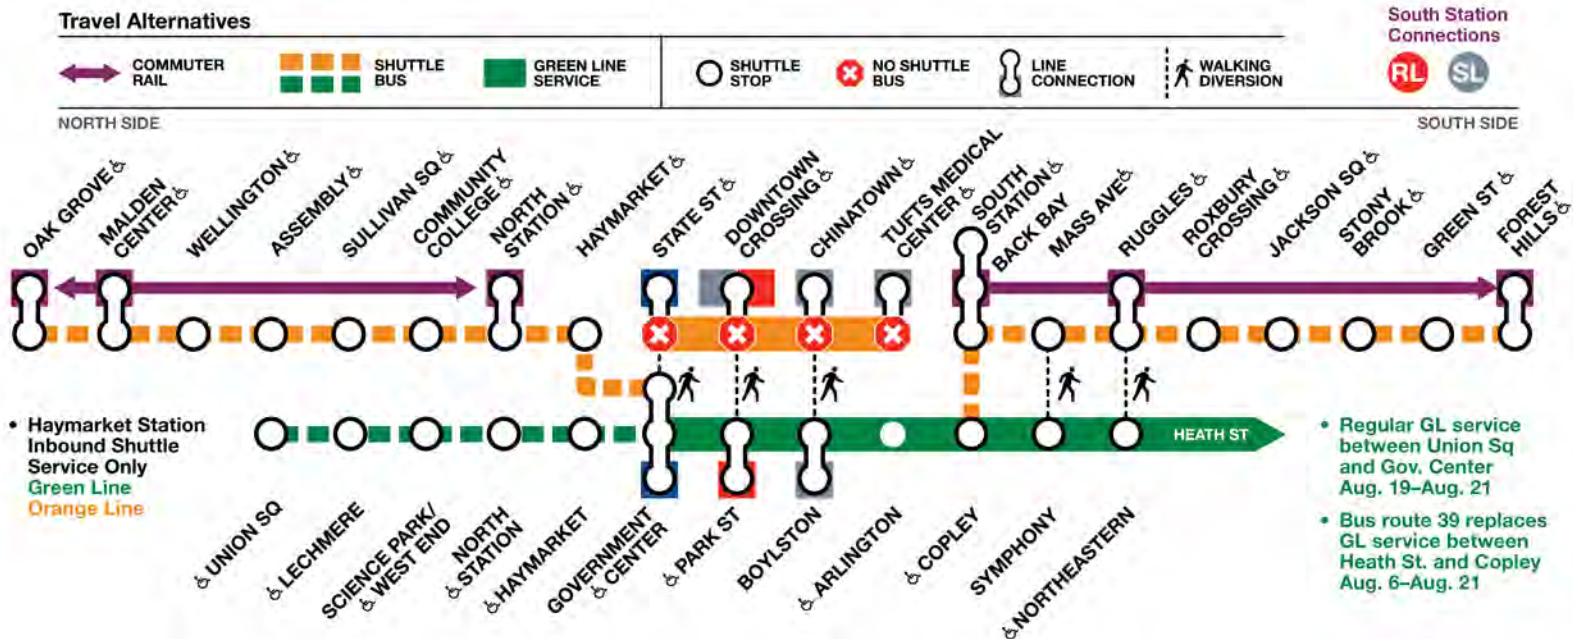 Travel Alternatives
COMMUTER
RAIL
SHUTTLE
BUS
GREEN LINE
SERVICE
SHUTTLE
STOP
NO SHUTTLE
BUS
LINE
CONNECTION
WALKING
DIVERSION
South Station
Connections
RL SL
NORTH SIDE
SOUTH SIDE
OAK GROVE
MALDEN
CENTER
WELLINGTON
ASSEMBLY
SULLIVAN SQ
COMMUNITY
COLLEGE
NORTH
STATION
HAYMARKET
STATE ST
DOWNTOWN
CROSSING
CHINATOWN
TUFTS MEDICAL
CENTER
SOUTH
STATION
BACK BAY
MASS AVE
RUGGLES
ROXBURY
CROSSING
JACKSON SQ
STONY
BROOK
GREEN ST
FOREST
HILLS
HEATH ST
• Haymarket Station
Inbound Shuttle
Service Only
Green Line
Orange Line
UNION SQ
LECHMERE
SCIENCE PARK/
WEST END
NORTH
STATION
HAYMARKET
GOVERNMENT
CENTER
PARK ST
BOYLSTON
ARLINGTON
COPLEY
SYMPHONY
NORTHEASTERN
• Regular GL service
between Union Sq
and Gov. Center
Aug. 19–Aug. 21
• Bus route 39 replaces
GL service between
Heath St. and Copley
Aug. 6–Aug. 21